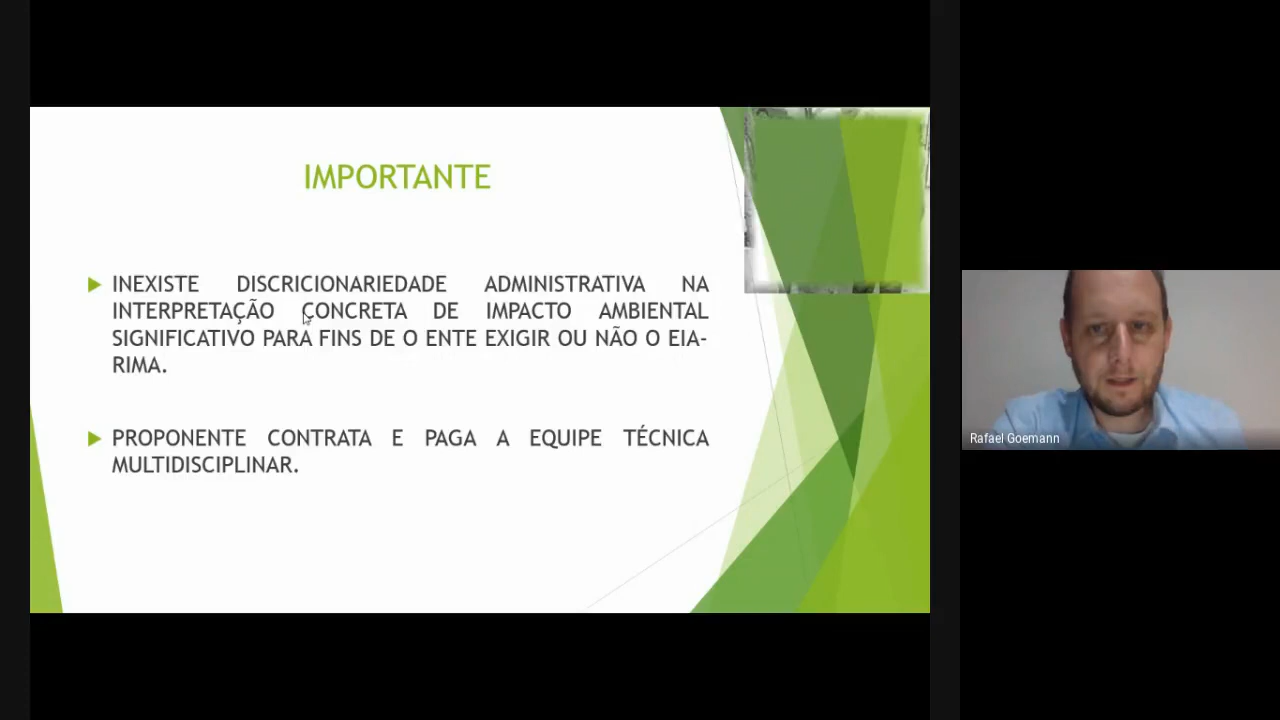 IMPORTANTE
INEXISTE DISCRICIONARIEDADE ADMINISTRATIVA NA
INTERPRETAÇÃO CONCRETA DE IMPACTO AMBIENTAL
SIGNIFICATIVO PARA FINS DE O ENTE EXIGIR OU NÃO O EIA-
RIMA.
PROPONENTE CONTRATA E PAGA A EQUIPE TÉCNICA
MULTIDISCIPLINAR.
Rafael Goemann